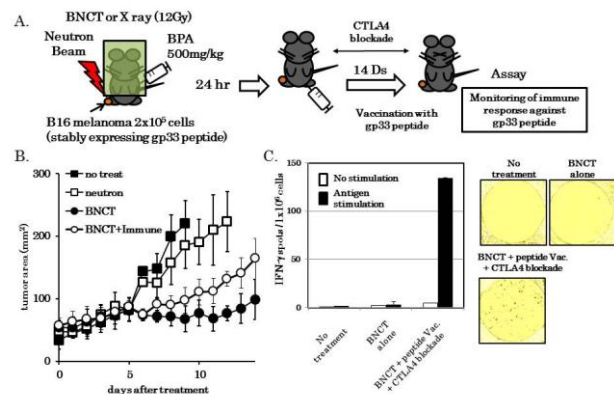 A.
BNCT or X ray (12Gy)
Neutron
Beam
BPA
500mg/kg
24 hr
B16 melanoma 2x10⁵ cells
(stably expressing gp33 peptide)
CTLA4
blockade
14 Ds
Vaccination with
gp33 peptide
Assay
Monitoring of immune
response against
gp33 peptide
B.
no treat
neutron
BNCT
BNCT+Immune
tumor area (mm²)
300
200
100
0
0
5
10
days after treatment
C.
No stimulation
Antigen
stimulation
IFN-γ spots/ 1x10⁶ cells
150
100
50
0
No
treatment
BNCT
alone
BNCT + peptide Vac.
+ CTLA4 blockade
No
treatment
BNCT
alone
BNCT + peptide Vac.
+ CTLA4 blockade